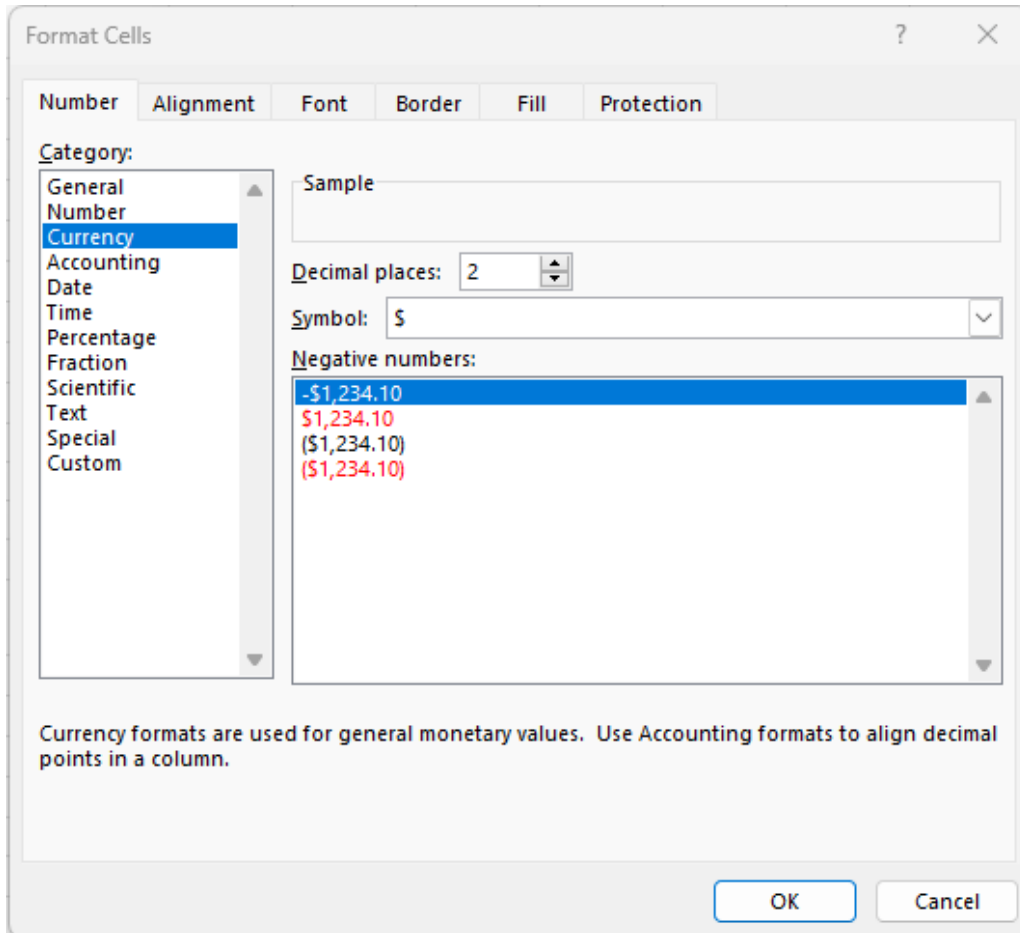 Format Cells ?
Number Alignment Font Border Fill Protection
Category:
General
Number
Currency
Accounting
Date
Time
Percentage
Fraction
Scientific
Text
Special
Custom
Sample
Decimal places: 2
Symbol: $
Negative numbers:
-$1,234.10
$1,234.10
($1,234.10)
($1,234.10)
Currency formats are used for general monetary values.  Use Accounting formats to align decimal
points in a column.
OK Cancel